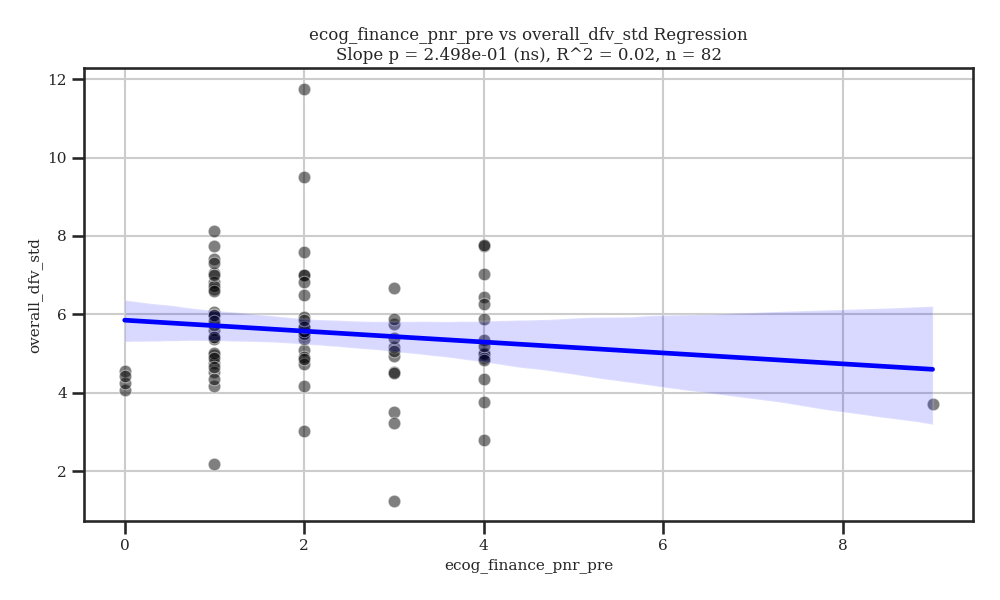 ecog_finance_pnr_pre vs overall_dfv_std Regression
Slope p = 2.498e-01 (ns), R^2 = 0.02, n = 82
12
10
8
6
4
2
overall_dfv_std
0 2 4 6 8
ecog_finance_pnr_pre